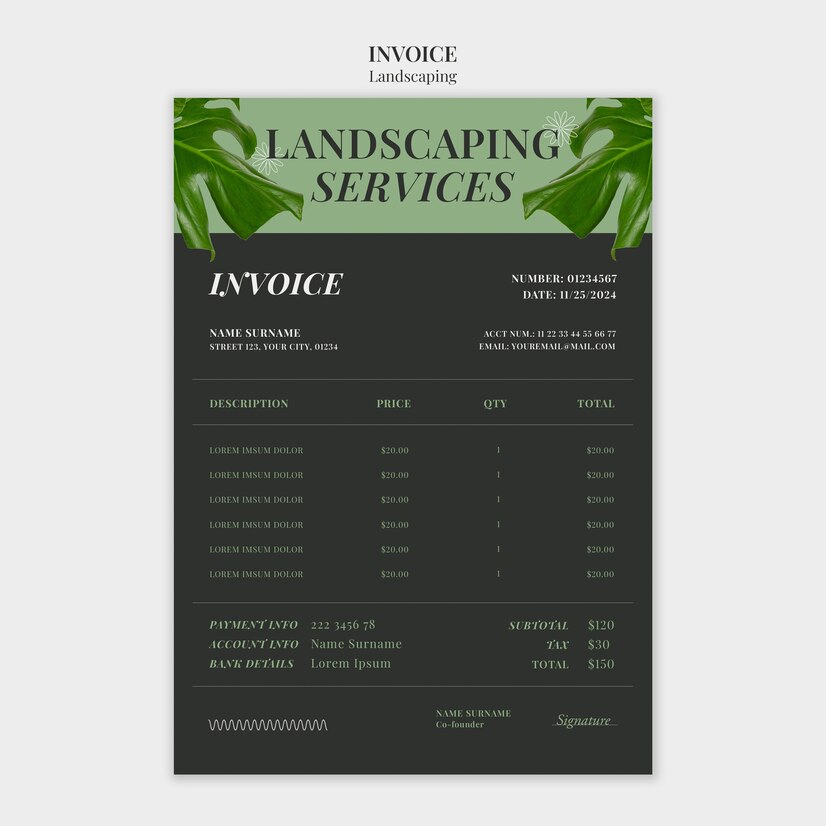 INVOICE
Landscaping
LANDSCAPING
SERVICES
INVOICE
NUMBER: 01234567
DATE: 11/25/2024
NAME SURNAME
STREET 123, YOUR CITY, 01234
ACCT NUM.: 11 22 33 44 55 66 77
EMAIL: YOUREMAIL@MAIL.COM
DESCRIPTION PRICE QTY TOTAL
LOREM IMSUM DOLOR $20.00 1 $20.00
LOREM IMSUM DOLOR $20.00 1 $20.00
LOREM IMSUM DOLOR $20.00 1 $20.00
LOREM IMSUM DOLOR $20.00 1 $20.00
LOREM IMSUM DOLOR $20.00 1 $20.00
LOREM IMSUM DOLOR $20.00 1 $20.00
PAYMENT INFO 222 3456 78 SUBTOTAL $120
ACCOUNT INFO Name Surname TAX $30
BANK DETAILS Lorem Ipsum TOTAL $150
NAME SURNAME
Co-founder
Signature